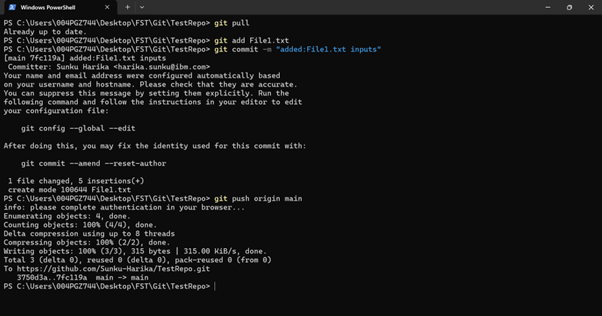 Windows PowerShell
PS C:\Users\004PGZ744\Desktop\FST\Git\TestRepo> git pull
Already up to date.
PS C:\Users\004PGZ744\Desktop\FST\Git\TestRepo> git add File1.txt
PS C:\Users\004PGZ744\Desktop\FST\Git\TestRepo> git commit -m "added:File1.txt inputs"
[main 7fc119a] added:File1.txt inputs
 Committer: Sunku Harika <harika.sunku@ibm.com>
Your name and email address were configured automatically based
on your username and hostname. Please check that they are accurate.
You can suppress this message by setting them explicitly. Run the
following command and follow the instructions in your editor to edit
your configuration file:
    git config --global --edit
After doing this, you may fix the identity used for this commit with:
    git commit --amend --reset-author
 1 file changed, 5 insertions(+)
 create mode 100644 File1.txt
PS C:\Users\004PGZ744\Desktop\FST\Git\TestRepo> git push origin main
info: please complete authentication in your browser...
Enumerating objects: 4, done.
Counting objects: 100% (4/4), done.
Delta compression using up to 8 threads
Compressing objects: 100% (2/2), done.
Writing objects: 100% (3/3), 315 bytes | 315.00 KiB/s, done.
Total 3 (delta 0), reused 0 (delta 0), pack-reused 0 (from 0)
To https://github.com/Sunku-Harika/TestRepo.git
   3750d3a..7fc119a  main -> main
PS C:\Users\004PGZ744\Desktop\FST\Git\TestRepo>